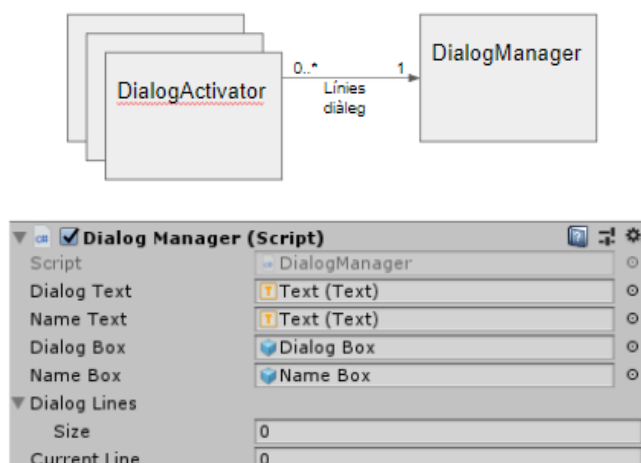 DialogActivator
0..*
1
Línies
diàleg
DialogManager
c# Dialog Manager (Script)
Script
DialogManager
Dialog Text
T Text (Text)
Name Text
T Text (Text)
Dialog Box
Dialog Box
Name Box
Name Box
Dialog Lines
Size
0
Current Line
0